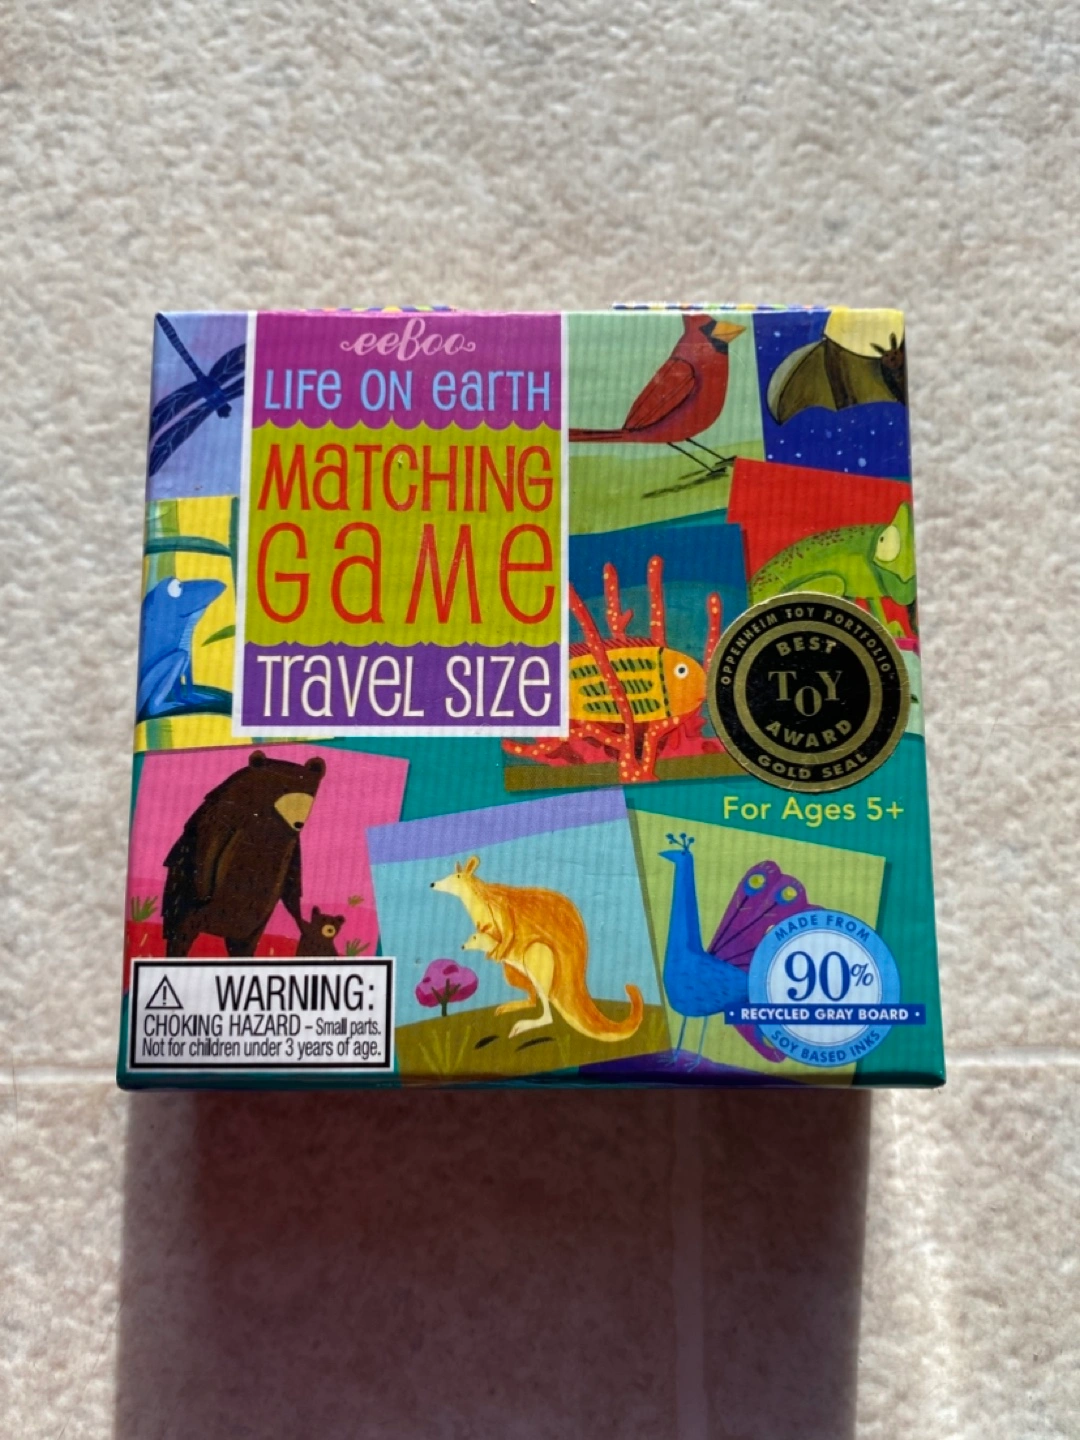 eeBoo
LIFE ON EARTH
MATCHING
GAME
TRAVEL SIZE
OPPENHEIM TOY PORTFOLIO
BEST
TOY
AWARD
GOLD SEAL
For Ages 5+
MADE FROM
90%
• RECYCLED GRAY BOARD •
SOY BASED INKS
WARNING:
CHOKING HAZARD – Small parts.
Not for children under 3 years of age.